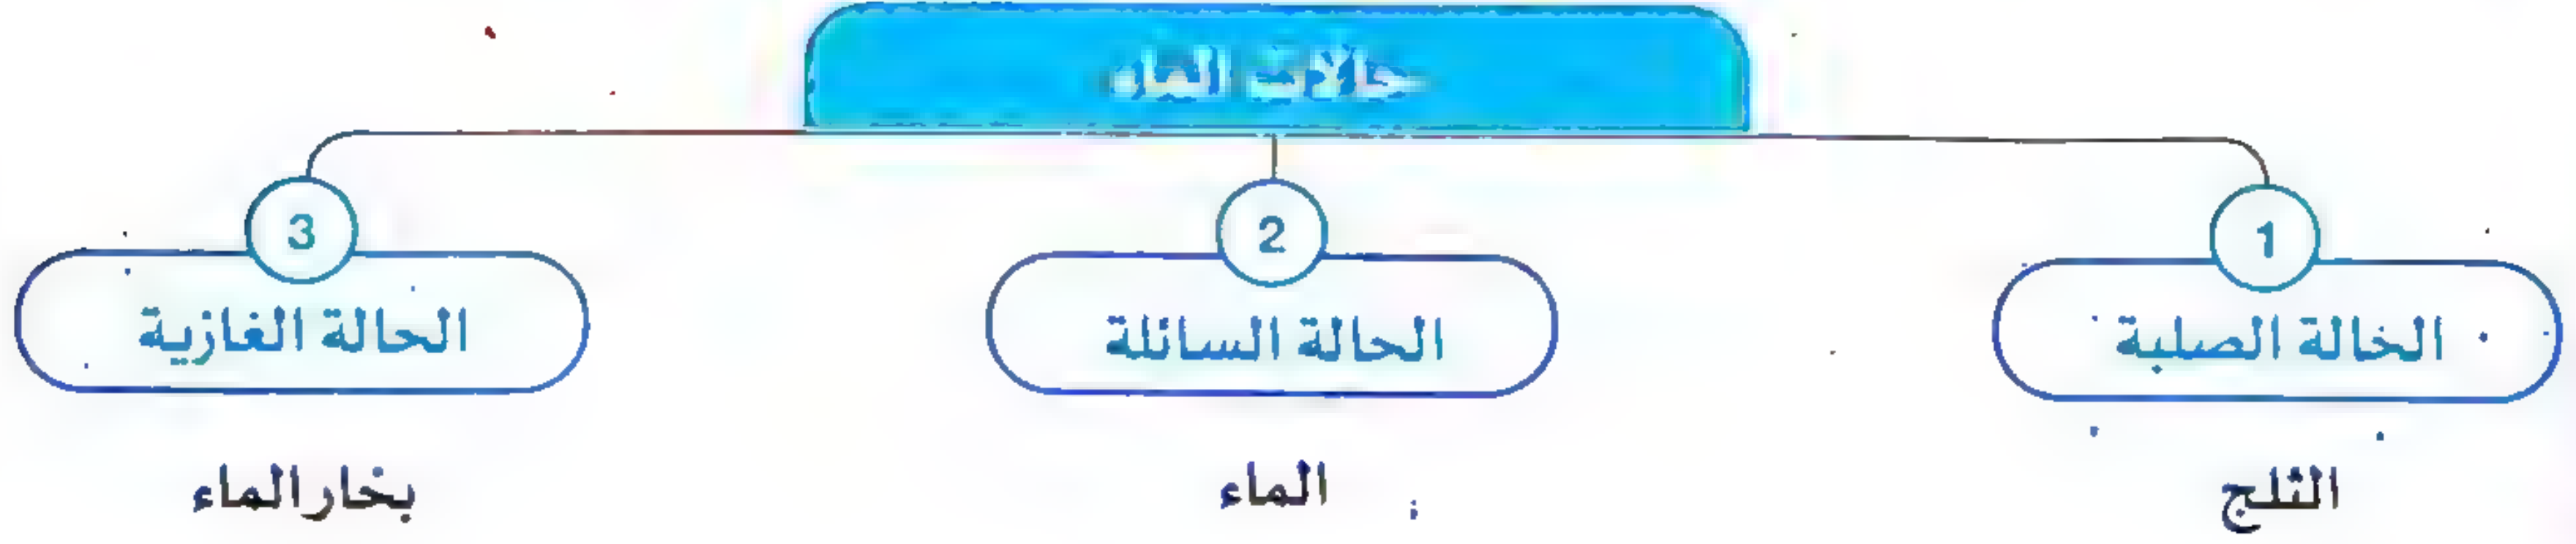 حالات الماء
1
2
3
الحالة الصلبة
الحالة السائلة
الحالة الغازية
الثلج
الماء
بخار الماء